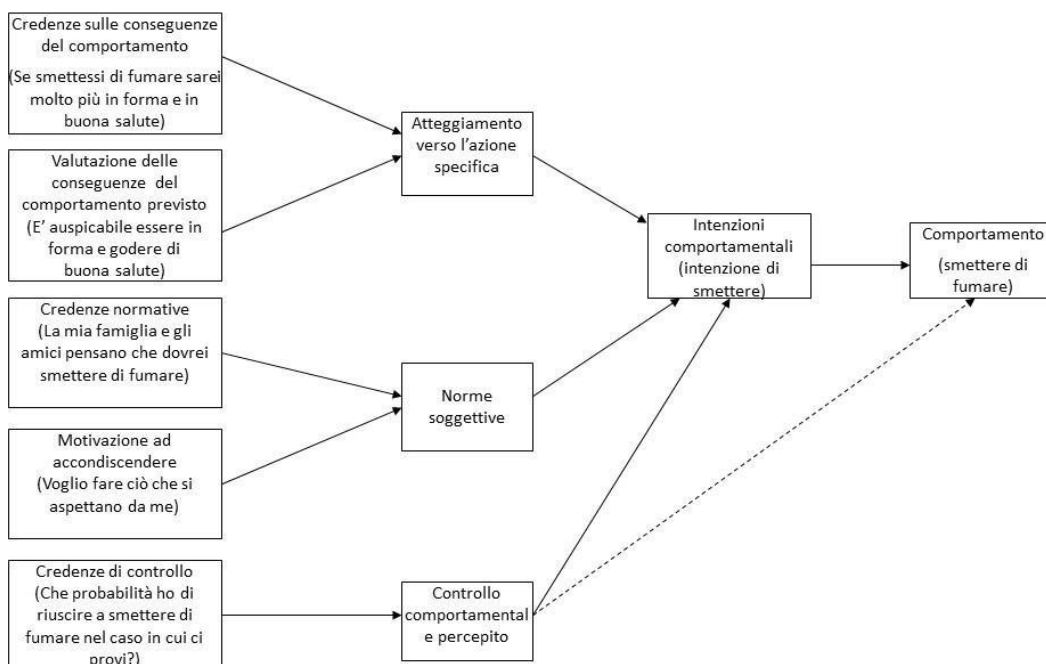 Credenze sulle conseguenze
del comportamento
(Se smettessi di fumare sarei
molto più in forma e in
buona salute)
Valutazione delle
conseguenze del
comportamento previsto
(E' auspicabile essere in
forma e godere di
buona salute)
Credenze normative
(La mia famiglia e gli
amici pensano che dovrei
smettere di fumare)
Motivazione ad
accondiscendere
(Voglio fare ciò che si
aspettano da me)
Credenze di controllo
(Che probabilità ho di
riuscire a smettere di
fumare nel caso in cui ci
provi?)
Atteggiamento
verso l'azione
specifica
Norme
soggettive
Controllo
comportamental
e percepito
Intenzioni
comportamentali
(intenzione di
smettere)
Comportamento
(smettere di
fumare)